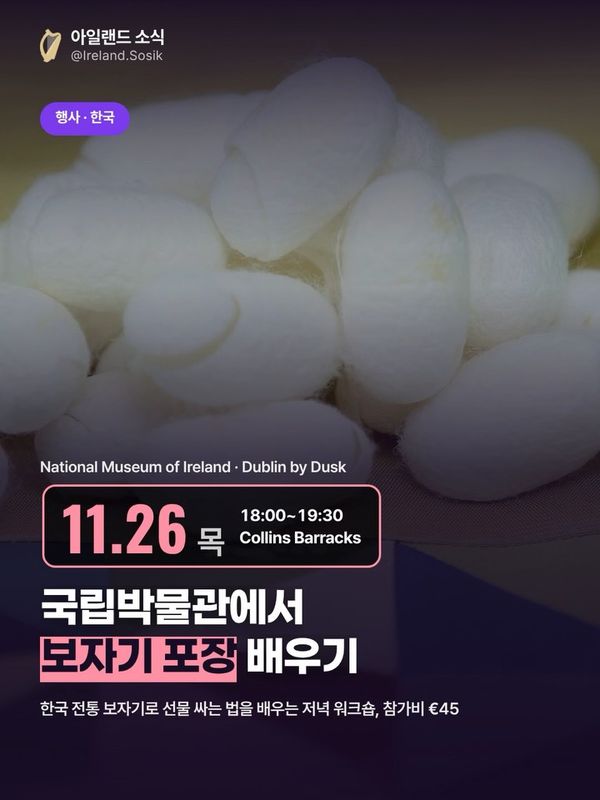 아일랜드 소식
@Ireland.Sosik
행사 · 한국
National Museum of Ireland · Dublin by Dusk
11.26 목
18:00~19:30
Collins Barracks
국립박물관에서
보자기 포장 배우기
한국 전통 보자기로 선물 싸는 법을 배우는 저녁 워크숍, 참가비 €45